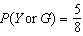 P(Y or G) = 5/8